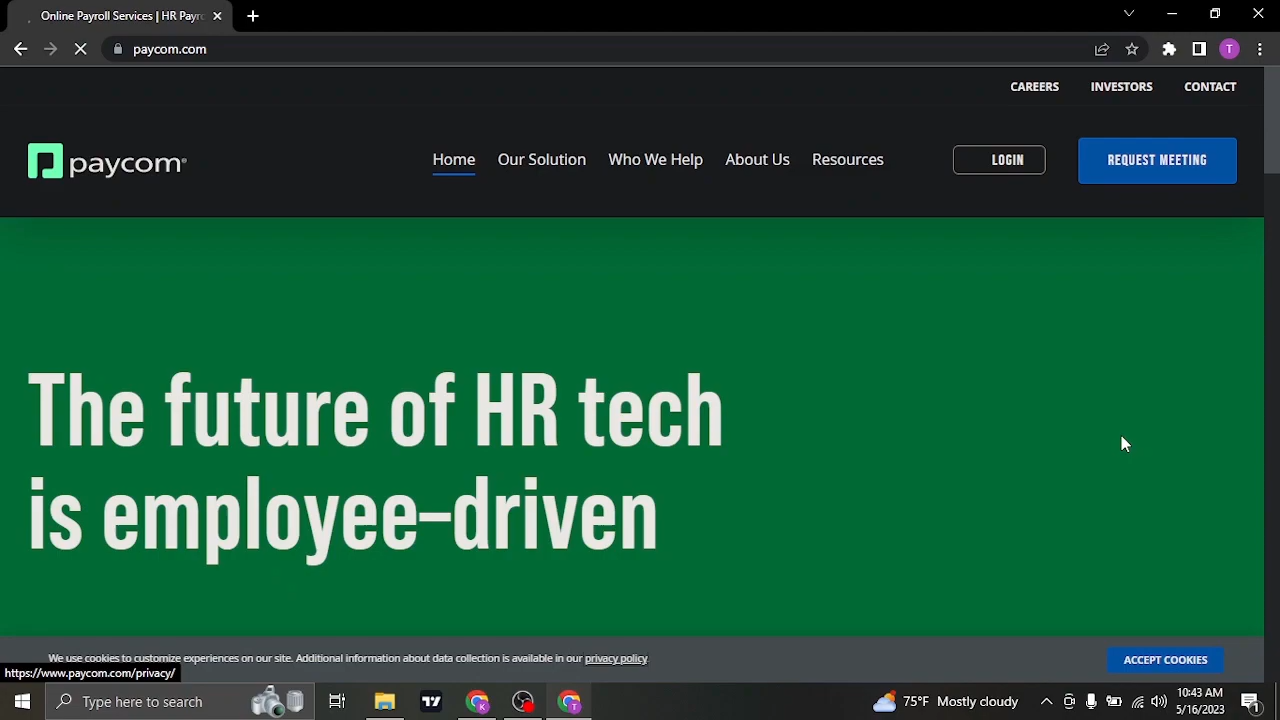 Online Payroll Services | HR Payro
paycom.com
T
CAREERS INVESTORS CONTACT
paycom®
Home Our Solution Who We Help About Us Resources
LOGIN
REQUEST MEETING
The future of HR tech
is employee-driven
We use cookies to customize experiences on our site. Additional information about data collection is available in our privacy policy.
ACCEPT COOKIES
https://www.paycom.com/privacy/
Type here to search
K
T
75°F Mostly cloudy
10:43 AM
5/16/2023
1